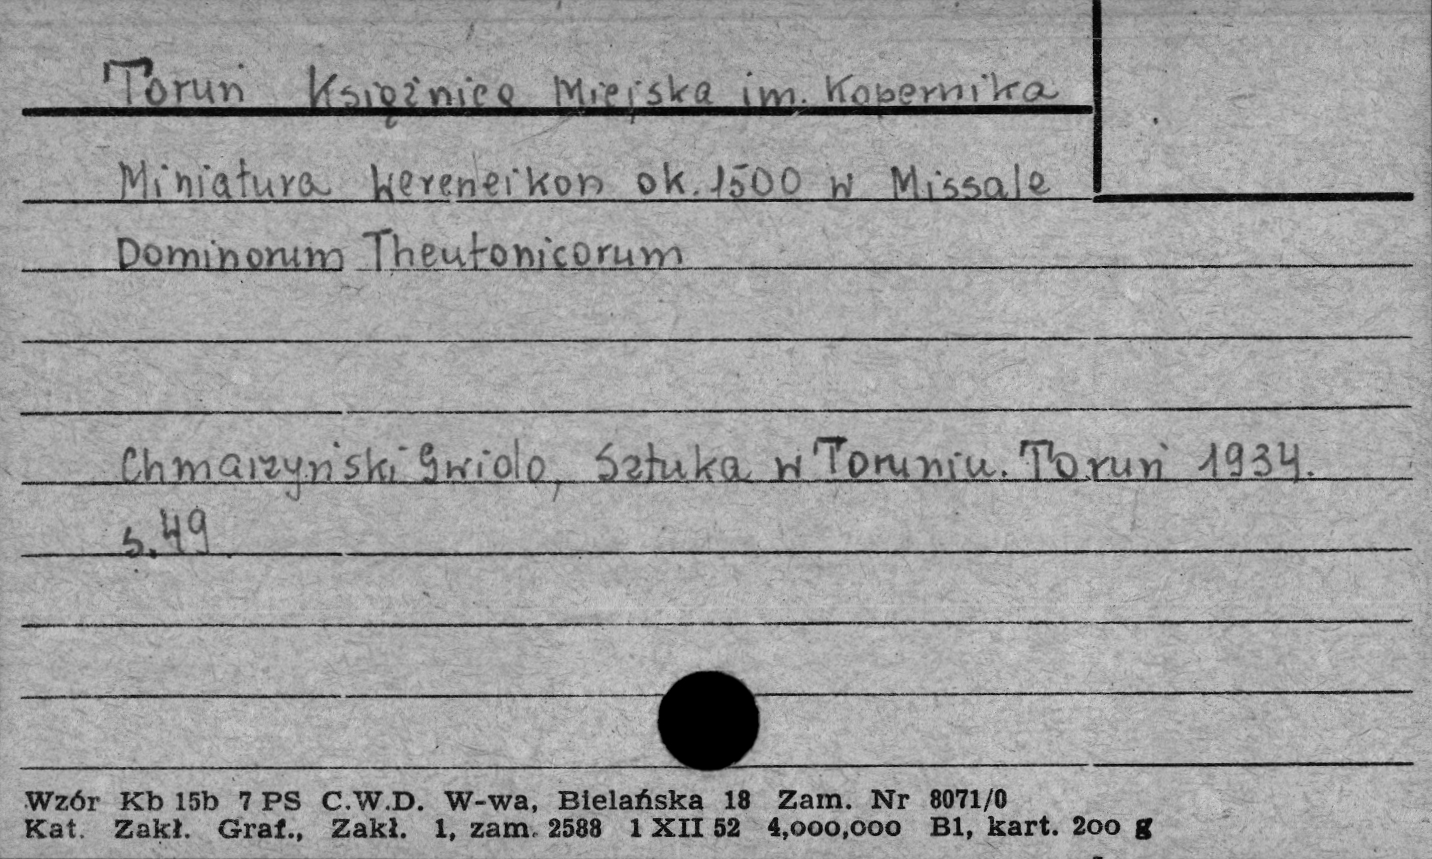 Toruń Książnica Miejska im. Kopernika
Miniatura Wereneikon ok. 1500 w Missale
Dominorum Theutonicorum
Chmarzyński Gwido, Sztuka w Toruniu. Toruń 1934.
s. 49
Wzór Kb 15b 7 PS C.W.D. W-wa, Bielańska 18 Zam. Nr 8071/0
Kat. Zakł. Graf., Zakł. 1, zam. 2588 1 XII 52 4,000,000 B1, kart. 200 g